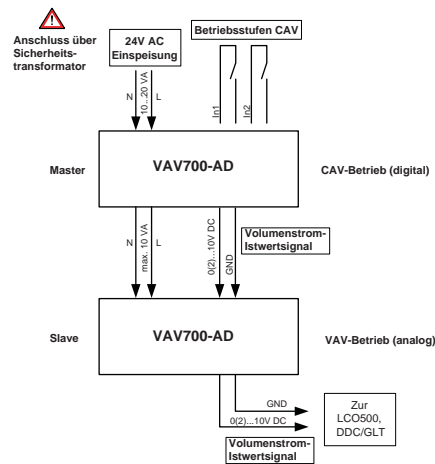 Anschluss über
Sicherheits-
transformator
24V AC
Einspeisung
Betriebsstufen CAV
N
10...20 VA
L
In1
In2
Master
VAV700-AD
CAV-Betrieb (digital)
N
max. 10 VA
L
0(2)...10V DC
GND
Volumenstrom-
Istwertsignal
Slave
VAV700-AD
VAV-Betrieb (analog)
GND
0(2)...10V DC
Volumenstrom-
Istwertsignal
Zur
LCO500,
DDC/GLT